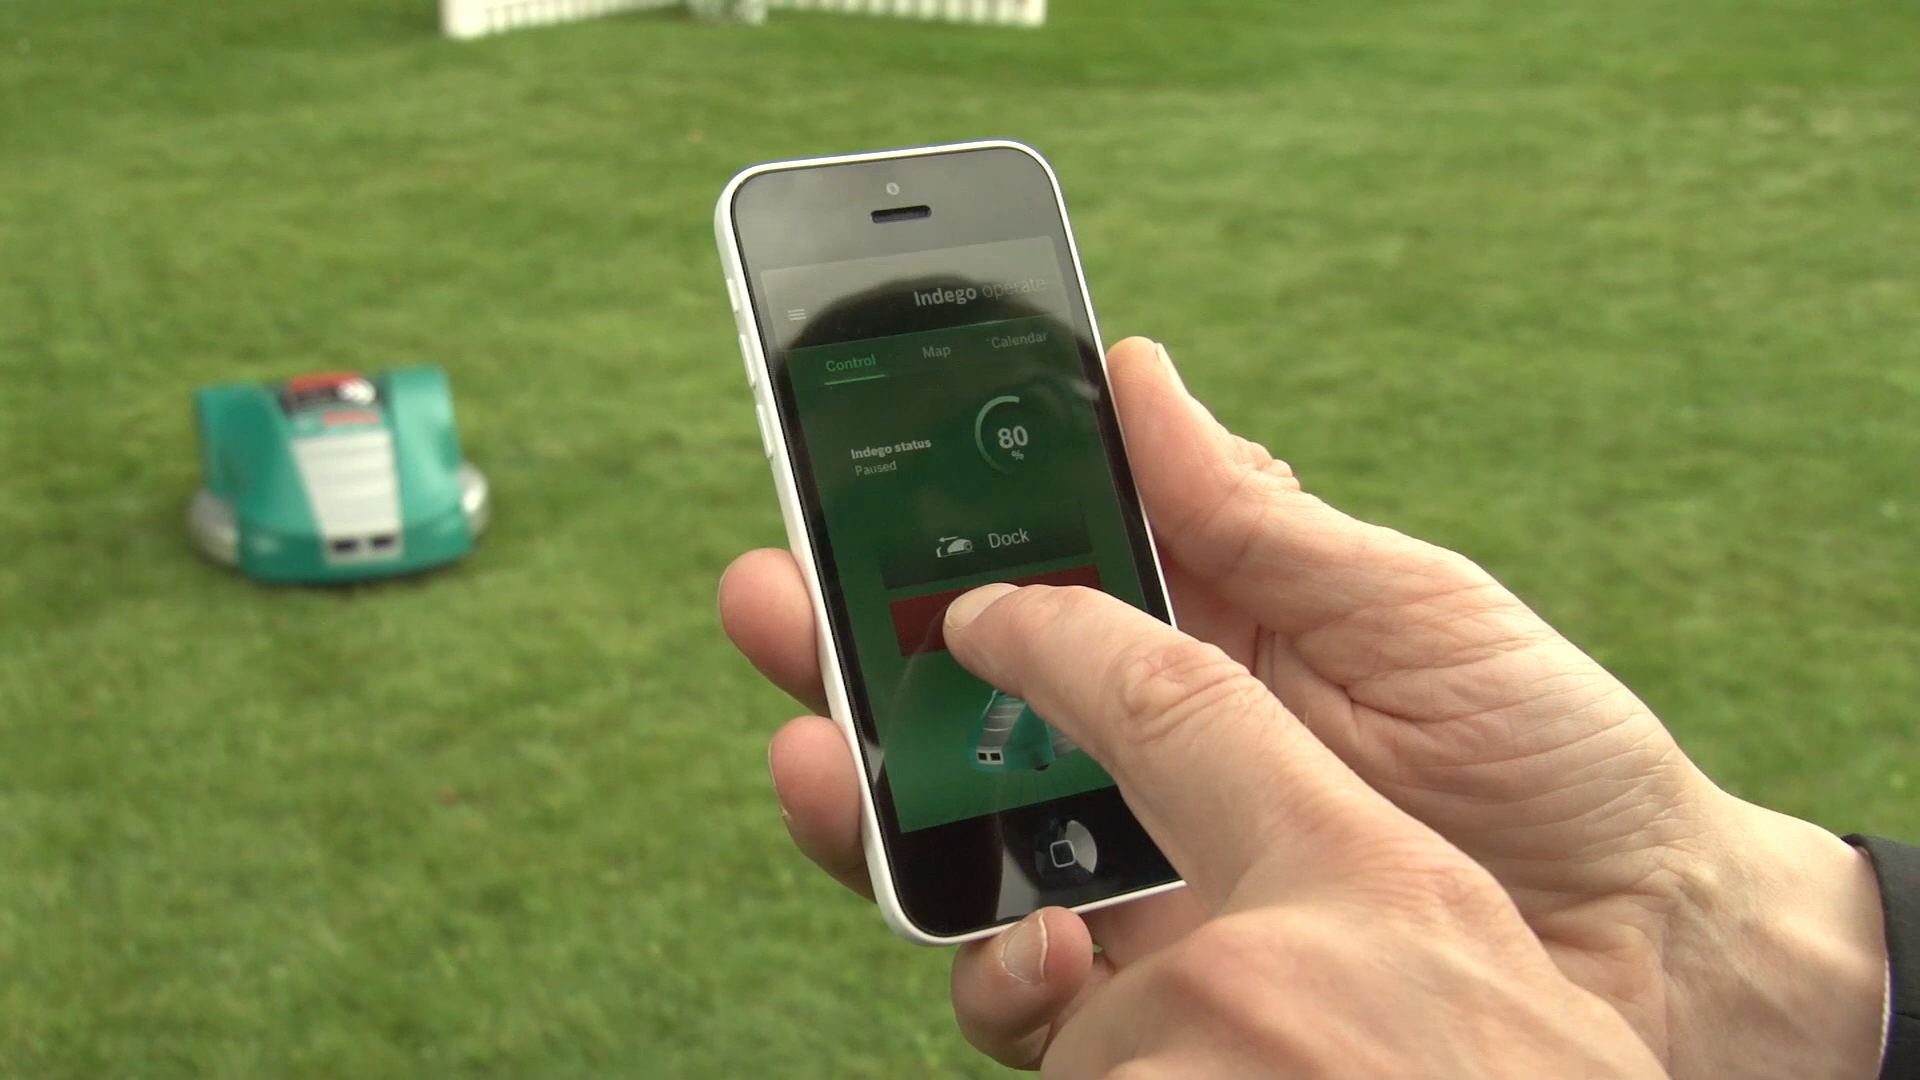 Indego operate
Control Map Calendar
Indego status
Paused
80
%
Dock